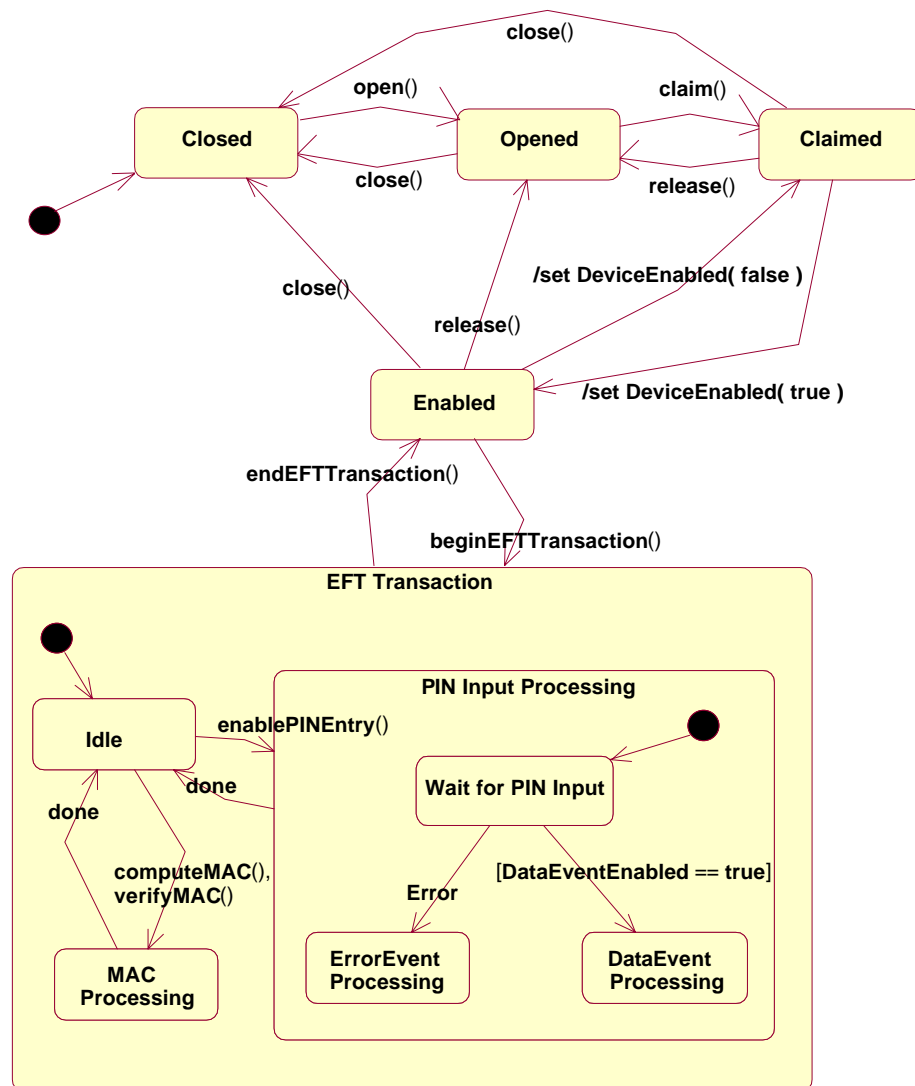 close()
open()
claim()
Closed
Opened
Claimed
close()
release()
/set DeviceEnabled( false )
close()
release()
/set DeviceEnabled( true )
Enabled
endEFTTransaction()
beginEFTTransaction()
EFT Transaction
PIN Input Processing
enablePINEntry()
Idle
done
done
Wait for PIN Input
computeMAC(),
verifyMAC()
[DataEventEnabled == true]
Error
ErrorEvent
Processing
DataEvent
Processing
MAC
Processing